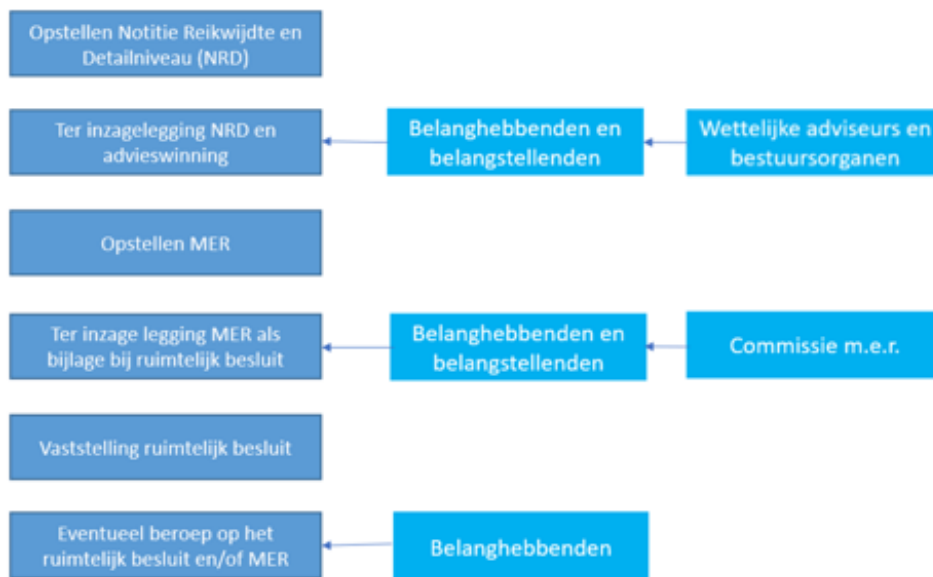 Opstellen Notitie Reikwijdte en
Detailniveau (NRD)
Ter inzagelegging NRD en
advieswinning
Belanghebbenden en
belangstellenden
Wettelijke adviseurs en
bestuursorganen
Opstellen MER
Ter inzage legging MER als
bijlage bij ruimtelijk besluit
Belanghebbenden en
belangstellenden
Commissie m.e.r.
Vaststelling ruimtelijk besluit
Eventueel beroep op het
ruimtelijk besluit en/of MER
Belanghebbenden